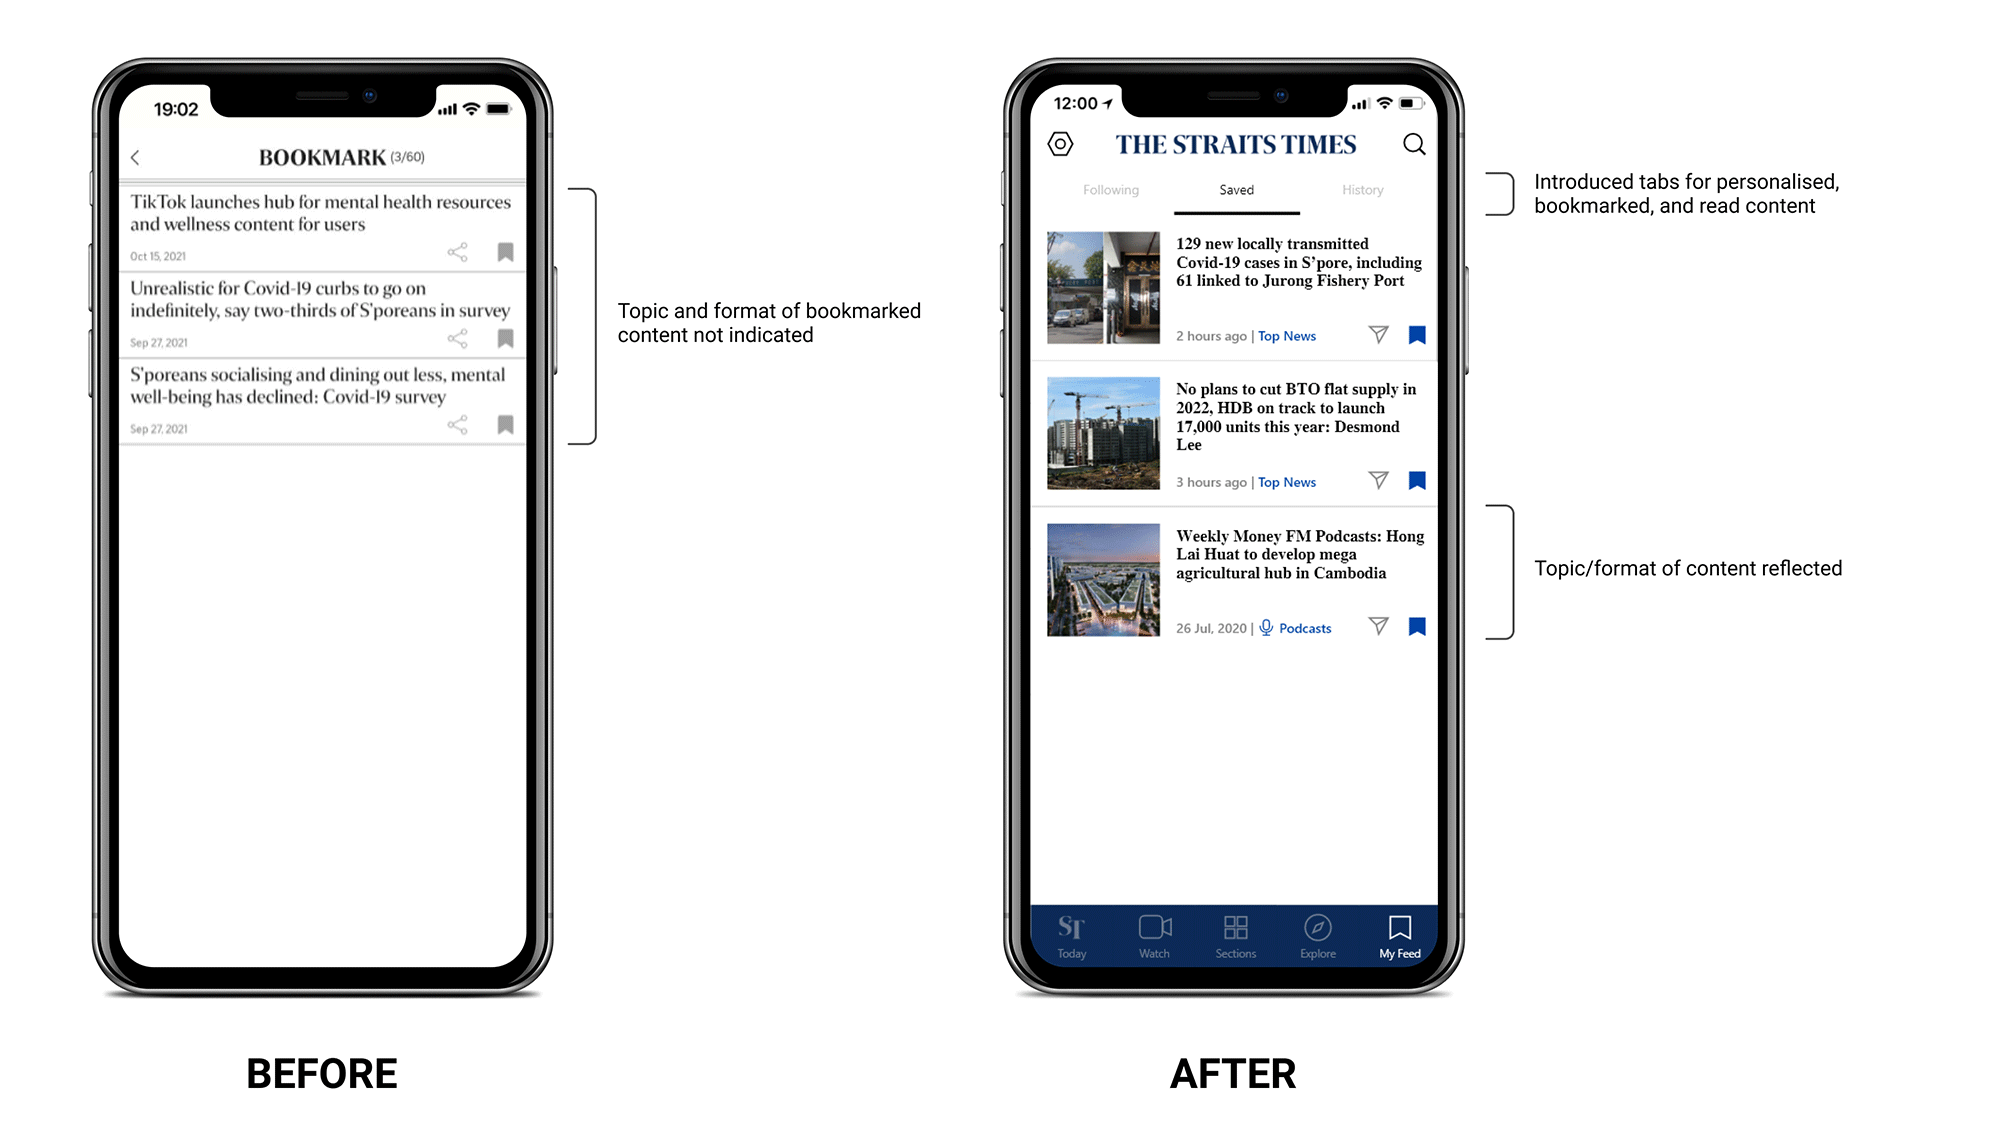 19:02
BOOKMARK (3/60)
TikTok launches hub for mental health resources
and wellness content for users
Oct 15, 2021
Unrealistic for Covid-19 curbs to go on
indefinitely, say two-thirds of S'poreans in survey
Sep 27, 2021
S'poreans socialising and dining out less, mental
well-being has declined: Covid-19 survey
Sep 27, 2021
Topic and format of bookmarked
content not indicated
BEFORE
12:00
THE STRAITS TIMES
Following Saved History
129 new locally transmitted
Covid-19 cases in S'pore, including
61 linked to Jurong Fishery Port
2 hours ago | Top News
No plans to cut BTO flat supply in
2022, HDB on track to launch
17,000 units this year: Desmond
Lee
3 hours ago | Top News
Weekly Money FM Podcasts: Hong
Lai Huat to develop mega
agricultural hub in Cambodia
26 Jul, 2020 | Podcasts
ST
Today Watch Sections Explore My Feed
Introduced tabs for personalised,
bookmarked, and read content
Topic/format of content reflected
AFTER